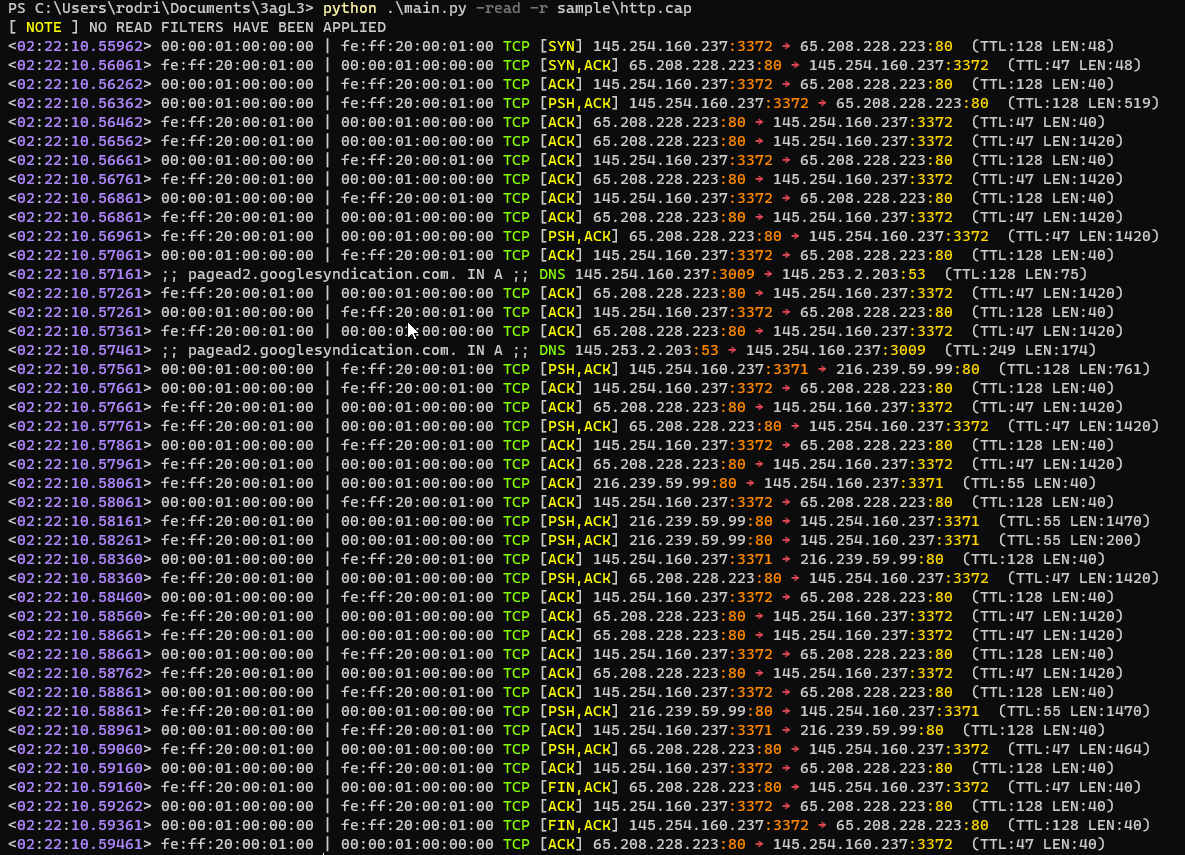 PS C:\Users\rodri\Documents\3agL3> python .\main.py -read -r sample\http.cap
[ NOTE ] NO READ FILTERS HAVE BEEN APPLIED
<02:22:10.55962> 00:00:01:00:00:00 | fe:ff:20:00:01:00 TCP [SYN] 145.254.160.237:3372 → 65.208.228.223:80  (TTL:128 LEN:48)
<02:22:10.56061> fe:ff:20:00:01:00 | 00:00:01:00:00:00 TCP [SYN,ACK] 65.208.228.223:80 → 145.254.160.237:3372  (TTL:47 LEN:48)
<02:22:10.56262> 00:00:01:00:00:00 | fe:ff:20:00:01:00 TCP [ACK] 145.254.160.237:3372 → 65.208.228.223:80  (TTL:128 LEN:40)
<02:22:10.56362> 00:00:01:00:00:00 | fe:ff:20:00:01:00 TCP [PSH,ACK] 145.254.160.237:3372 → 65.208.228.223:80  (TTL:128 LEN:519)
<02:22:10.56462> fe:ff:20:00:01:00 | 00:00:01:00:00:00 TCP [ACK] 65.208.228.223:80 → 145.254.160.237:3372  (TTL:47 LEN:40)
<02:22:10.56562> fe:ff:20:00:01:00 | 00:00:01:00:00:00 TCP [ACK] 65.208.228.223:80 → 145.254.160.237:3372  (TTL:47 LEN:1420)
<02:22:10.56661> 00:00:01:00:00:00 | fe:ff:20:00:01:00 TCP [ACK] 145.254.160.237:3372 → 65.208.228.223:80  (TTL:128 LEN:40)
<02:22:10.56761> fe:ff:20:00:01:00 | 00:00:01:00:00:00 TCP [ACK] 65.208.228.223:80 → 145.254.160.237:3372  (TTL:47 LEN:1420)
<02:22:10.56861> 00:00:01:00:00:00 | fe:ff:20:00:01:00 TCP [ACK] 145.254.160.237:3372 → 65.208.228.223:80  (TTL:128 LEN:40)
<02:22:10.56861> fe:ff:20:00:01:00 | 00:00:01:00:00:00 TCP [ACK] 65.208.228.223:80 → 145.254.160.237:3372  (TTL:47 LEN:1420)
<02:22:10.56961> fe:ff:20:00:01:00 | 00:00:01:00:00:00 TCP [PSH,ACK] 65.208.228.223:80 → 145.254.160.237:3372  (TTL:47 LEN:1420)
<02:22:10.57061> 00:00:01:00:00:00 | fe:ff:20:00:01:00 TCP [ACK] 145.254.160.237:3372 → 65.208.228.223:80  (TTL:128 LEN:40)
<02:22:10.57161> ;; pagead2.googlesyndication.com. IN A ;; DNS 145.254.160.237:3009 → 145.253.2.203:53  (TTL:128 LEN:75)
<02:22:10.57261> fe:ff:20:00:01:00 | 00:00:01:00:00:00 TCP [ACK] 65.208.228.223:80 → 145.254.160.237:3372  (TTL:47 LEN:1420)
<02:22:10.57261> 00:00:01:00:00:00 | fe:ff:20:00:01:00 TCP [ACK] 145.254.160.237:3372 → 65.208.228.223:80  (TTL:128 LEN:40)
<02:22:10.57361> fe:ff:20:00:01:00 | 00:00:01:00:00:00 TCP [ACK] 65.208.228.223:80 → 145.254.160.237:3372  (TTL:47 LEN:1420)
<02:22:10.57461> ;; pagead2.googlesyndication.com. IN A ;; DNS 145.253.2.203:53 → 145.254.160.237:3009  (TTL:249 LEN:174)
<02:22:10.57561> 00:00:01:00:00:00 | fe:ff:20:00:01:00 TCP [PSH,ACK] 145.254.160.237:3371 → 216.239.59.99:80  (TTL:128 LEN:761)
<02:22:10.57661> 00:00:01:00:00:00 | fe:ff:20:00:01:00 TCP [ACK] 145.254.160.237:3372 → 65.208.228.223:80  (TTL:128 LEN:40)
<02:22:10.57661> fe:ff:20:00:01:00 | 00:00:01:00:00:00 TCP [ACK] 65.208.228.223:80 → 145.254.160.237:3372  (TTL:47 LEN:1420)
<02:22:10.57761> fe:ff:20:00:01:00 | 00:00:01:00:00:00 TCP [PSH,ACK] 65.208.228.223:80 → 145.254.160.237:3372  (TTL:47 LEN:1420)
<02:22:10.57861> 00:00:01:00:00:00 | fe:ff:20:00:01:00 TCP [ACK] 145.254.160.237:3372 → 65.208.228.223:80  (TTL:128 LEN:40)
<02:22:10.57961> fe:ff:20:00:01:00 | 00:00:01:00:00:00 TCP [ACK] 65.208.228.223:80 → 145.254.160.237:3372  (TTL:47 LEN:1420)
<02:22:10.58061> fe:ff:20:00:01:00 | 00:00:01:00:00:00 TCP [ACK] 216.239.59.99:80 → 145.254.160.237:3371  (TTL:55 LEN:40)
<02:22:10.58061> 00:00:01:00:00:00 | fe:ff:20:00:01:00 TCP [ACK] 145.254.160.237:3372 → 65.208.228.223:80  (TTL:128 LEN:40)
<02:22:10.58161> fe:ff:20:00:01:00 | 00:00:01:00:00:00 TCP [PSH,ACK] 216.239.59.99:80 → 145.254.160.237:3371  (TTL:55 LEN:1470)
<02:22:10.58261> fe:ff:20:00:01:00 | 00:00:01:00:00:00 TCP [PSH,ACK] 216.239.59.99:80 → 145.254.160.237:3371  (TTL:55 LEN:200)
<02:22:10.58360> 00:00:01:00:00:00 | fe:ff:20:00:01:00 TCP [ACK] 145.254.160.237:3371 → 216.239.59.99:80  (TTL:128 LEN:40)
<02:22:10.58360> fe:ff:20:00:01:00 | 00:00:01:00:00:00 TCP [PSH,ACK] 65.208.228.223:80 → 145.254.160.237:3372  (TTL:47 LEN:1420)
<02:22:10.58460> 00:00:01:00:00:00 | fe:ff:20:00:01:00 TCP [ACK] 145.254.160.237:3372 → 65.208.228.223:80  (TTL:128 LEN:40)
<02:22:10.58560> fe:ff:20:00:01:00 | 00:00:01:00:00:00 TCP [ACK] 65.208.228.223:80 → 145.254.160.237:3372  (TTL:47 LEN:1420)
<02:22:10.58661> fe:ff:20:00:01:00 | 00:00:01:00:00:00 TCP [ACK] 65.208.228.223:80 → 145.254.160.237:3372  (TTL:47 LEN:1420)
<02:22:10.58661> 00:00:01:00:00:00 | fe:ff:20:00:01:00 TCP [ACK] 145.254.160.237:3372 → 65.208.228.223:80  (TTL:128 LEN:40)
<02:22:10.58762> fe:ff:20:00:01:00 | 00:00:01:00:00:00 TCP [ACK] 65.208.228.223:80 → 145.254.160.237:3372  (TTL:47 LEN:1420)
<02:22:10.58861> 00:00:01:00:00:00 | fe:ff:20:00:01:00 TCP [ACK] 145.254.160.237:3372 → 65.208.228.223:80  (TTL:128 LEN:40)
<02:22:10.58861> fe:ff:20:00:01:00 | 00:00:01:00:00:00 TCP [PSH,ACK] 216.239.59.99:80 → 145.254.160.237:3371  (TTL:55 LEN:1470)
<02:22:10.58961> 00:00:01:00:00:00 | fe:ff:20:00:01:00 TCP [ACK] 145.254.160.237:3371 → 216.239.59.99:80  (TTL:128 LEN:40)
<02:22:10.59060> fe:ff:20:00:01:00 | 00:00:01:00:00:00 TCP [PSH,ACK] 65.208.228.223:80 → 145.254.160.237:3372  (TTL:47 LEN:464)
<02:22:10.59160> 00:00:01:00:00:00 | fe:ff:20:00:01:00 TCP [ACK] 145.254.160.237:3372 → 65.208.228.223:80  (TTL:128 LEN:40)
<02:22:10.59160> fe:ff:20:00:01:00 | 00:00:01:00:00:00 TCP [FIN,ACK] 65.208.228.223:80 → 145.254.160.237:3372  (TTL:47 LEN:40)
<02:22:10.59262> 00:00:01:00:00:00 | fe:ff:20:00:01:00 TCP [ACK] 145.254.160.237:3372 → 65.208.228.223:80  (TTL:128 LEN:40)
<02:22:10.59361> 00:00:01:00:00:00 | fe:ff:20:00:01:00 TCP [FIN,ACK] 145.254.160.237:3372 → 65.208.228.223:80  (TTL:128 LEN:40)
<02:22:10.59461> fe:ff:20:00:01:00 | 00:00:01:00:00:00 TCP [ACK] 65.208.228.223:80 → 145.254.160.237:3372  (TTL:47 LEN:40)